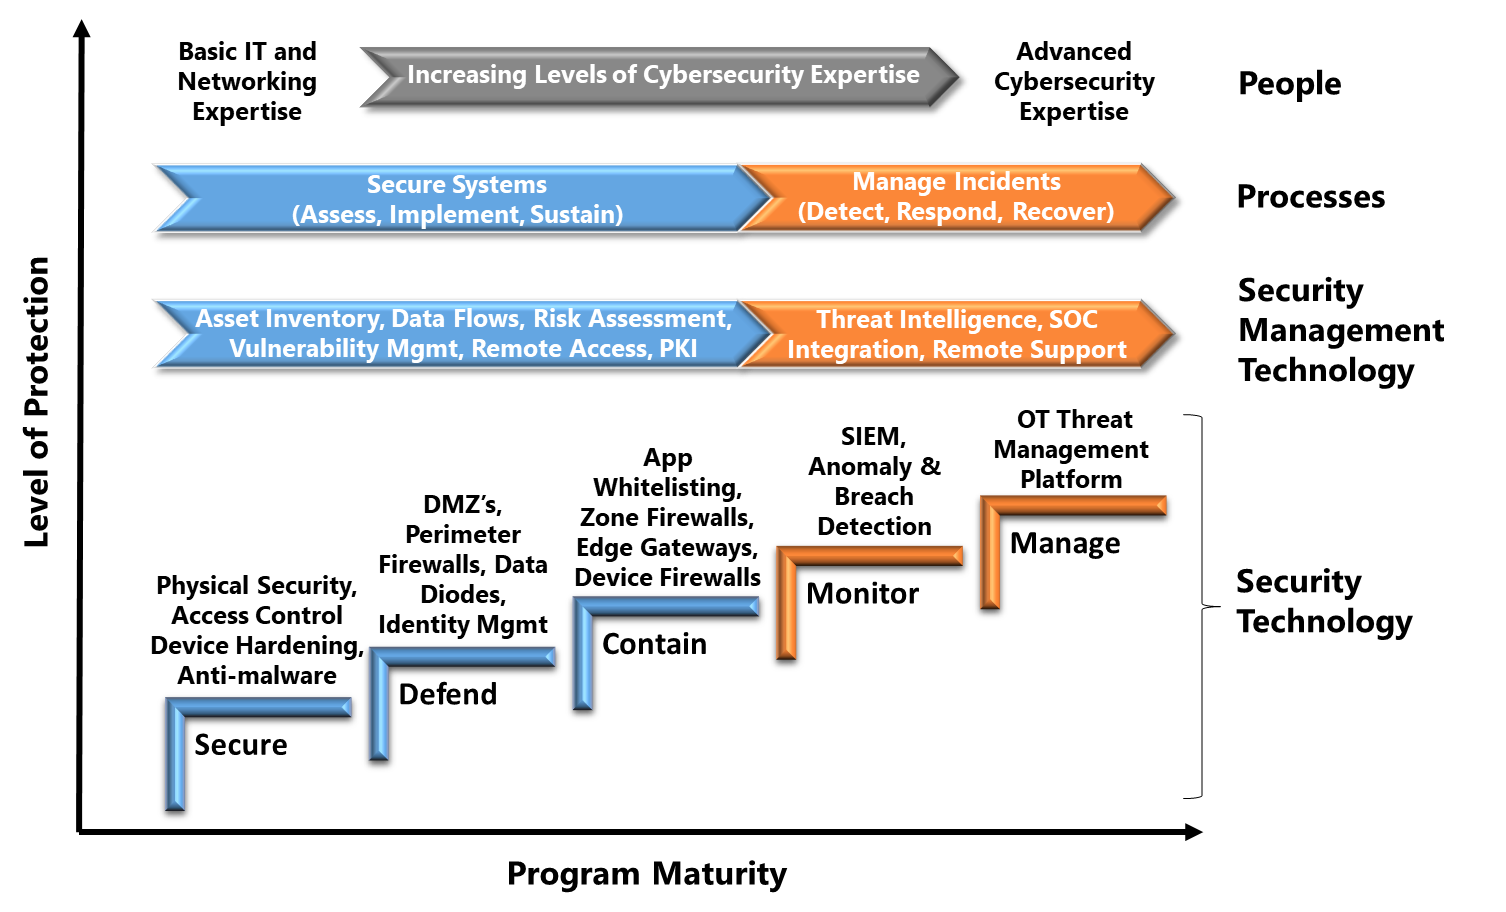 Basic IT and
Networking
Expertise
Increasing Levels of Cybersecurity Expertise
Advanced
Cybersecurity
Expertise
People
Secure Systems
(Assess, Implement, Sustain)
Manage Incidents
(Detect, Respond, Recover)
Processes
Asset Inventory, Data Flows, Risk Assessment,
Vulnerability Mgmt, Remote Access, PKI
Threat Intelligence, SOC
Integration, Remote Support
Security
Management
Technology
Level of Protection
Physical Security,
Access Control
Device Hardening,
Anti-malware
Secure
DMZ’s,
Perimeter
Firewalls, Data
Diodes,
Identity Mgmt
Defend
App
Whitelisting,
Zone Firewalls,
Edge Gateways,
Device Firewalls
Contain
SIEM,
Anomaly &
Breach
Detection
Monitor
OT Threat
Management
Platform
Manage
Security
Technology
Program Maturity